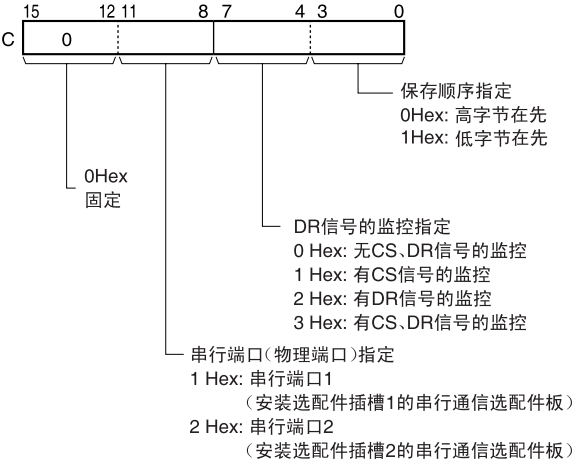 15 12 11 8 7 4 3 0
C 0
保存顺序指定
0Hex: 高字节在先
1Hex: 低字节在先
0Hex
固定
DR信号的监控指定
0 Hex: 无CS、DR信号的监控
1 Hex: 有CS信号的监控
2 Hex: 有DR信号的监控
3 Hex: 有CS、DR信号的监控
串行端口(物理端口)指定
1 Hex: 串行端口1
(安装选配件插槽1的串行通信选配件板)
2 Hex: 串行端口2
(安装选配件插槽2的串行通信选配件板)